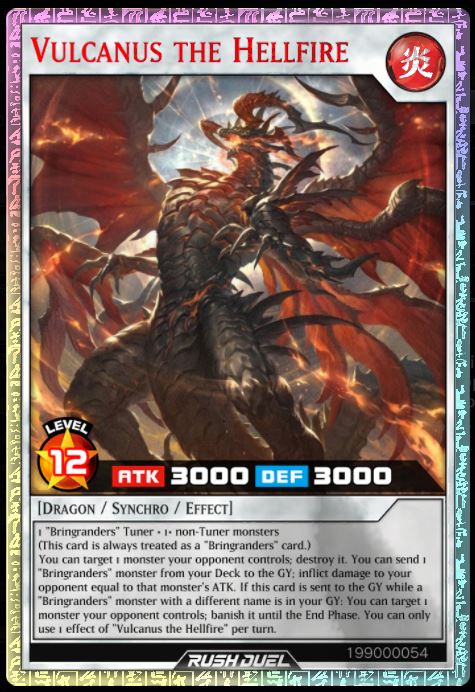 VULCANUS THE HELLFIRE
炎
LEVEL
12
ATK 3000 DEF 3000
[DRAGON / SYNCHRO / EFFECT]
1 "Bringranders" Tuner + 1+ non-Tuner monsters
(This card is always treated as a "Bringranders" card.)
You can target 1 monster your opponent controls; destroy it. You can send 1
"Bringranders" monster from your Deck to the GY; inflict damage to your
opponent equal to that monster's ATK. If this card is sent to the GY while a
"Bringranders" monster with a different name is in your GY: You can target 1
monster your opponent controls; banish it until the End Phase. You can only
use 1 effect of "Vulcanus the Hellfire" per turn.
199000054
RUSH DUEL